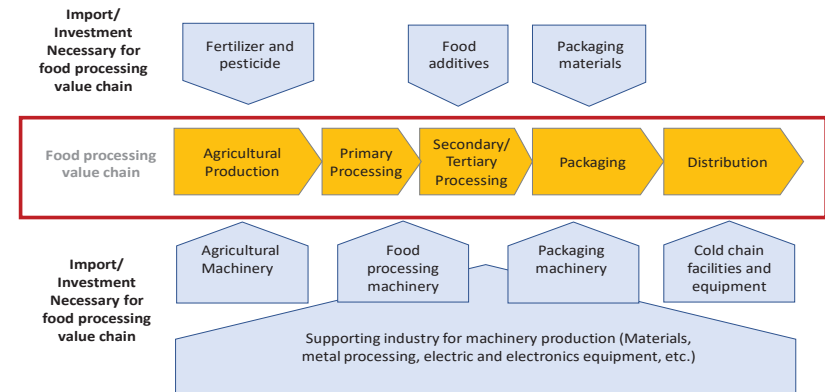 Import/
Investment
Necessary for
food processing
value chain
Fertilizer and
pesticide
Food
additives
Packaging
materials
Food processing
value chain
Agricultural
Production
Primary
Processing
Secondary/
Tertiary
Processing
Packaging
Distribution
Import/
Investment
Necessary for
food processing
value chain
Agricultural
Machinery
Food
processing
machinery
Packaging
machinery
Cold chain
facilities and
equipment
Supporting industry for machinery production (Materials,
metal processing, electric and electronics equipment, etc.)